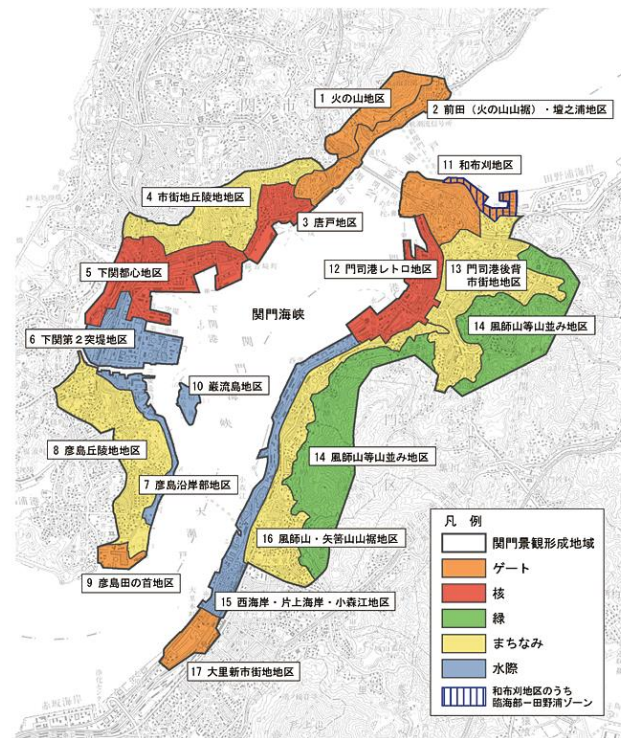 1 火の山地区
2 前田（火の山山裾）・壇之浦地区
11 和布刈地区
田野浦海岸
4 市街地丘陵地地区
3 唐戸地区
5 下関都心地区
12 門司港レトロ地区
13 門司港後背
市街地地区
関門海峡
6 下関第２突堤地区
14 風師山等山並み地区
10 巌流島地区
8 彦島丘陵地地区
14 風師山等山並み地区
7 彦島沿岸部地区
16 風師山・矢筈山山裾地区
9 彦島田の首地区
15 西海岸・片上海岸・小森江地区
17 大里新市街地地区
凡 例
関門景観形成地域
ゲート
核
緑
まちなみ
水際
和布刈地区のうち
臨海部ー田野浦ゾーン